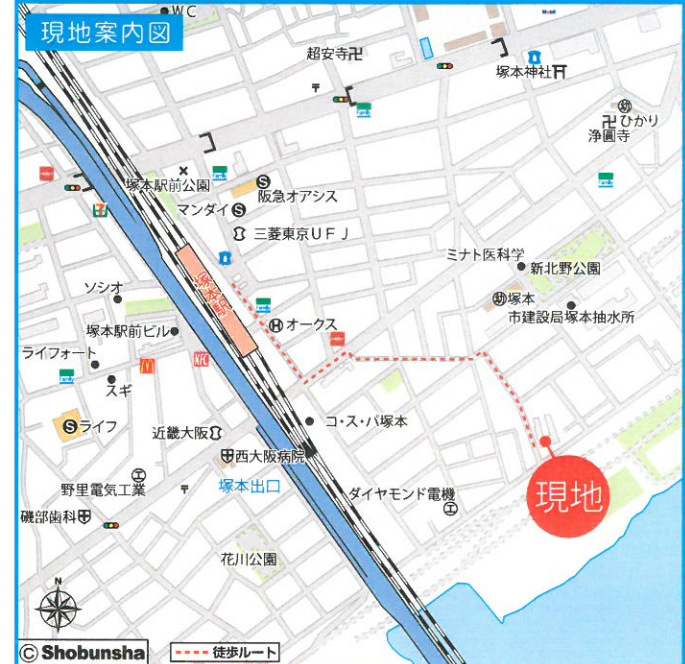 現地案内図
WC
超安寺
塚本神社
幼
ひかり
浄圓寺
塚本駅前公園
阪急オアシス
マンダイ
三菱東京UFJ
ミナト医科学
新北野公園
幼塚本
市建設局塚本抽水所
塚本駅
ソシオ
塚本駅前ビル
オークス
ライフォート
スギ
KFC
ライフ
近畿大阪
コ・ス・パ塚本
西大阪病院
塚本出口
野里電気工業
ダイヤモンド電機
現地
磯部歯科
花川公園
N
© Shobunsha
徒歩ルート